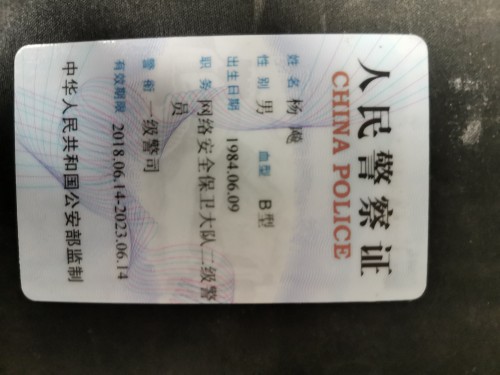 人民警察证
CHINA POLICE
姓名 杨飚
性别 男 血型 B型
出生日期 1984.06.09
职务 网络安全保卫大队二级警
员
警衔 一级警司
有效期限 2018.06.14-2023.06.14
中华人民共和国公安部监制